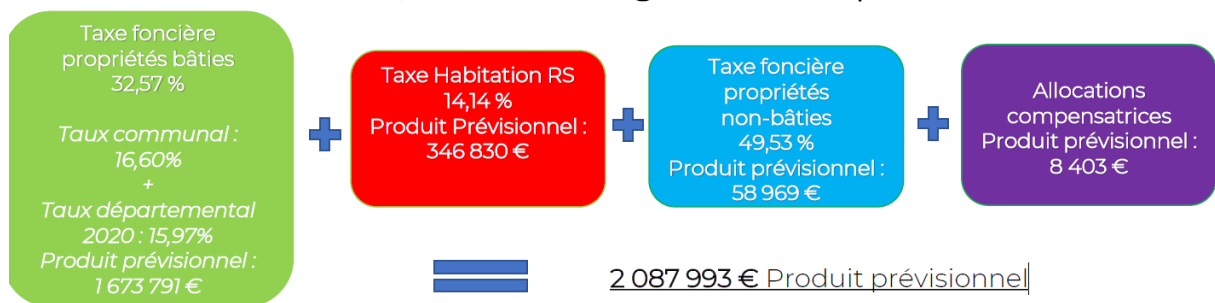 Taxe foncière
propriétés bâties
32,57 %
Taux communal :
16,60%
+
Taux départemental
2020 : 15,97%
Produit prévisionnel :
1 673 791 €
Taxe Habitation RS
14,14 %
Produit Prévisionnel :
346 830 €
Taxe foncière
propriétés
non-bâties
49,53 %
Produit prévisionnel :
58 969 €
Allocations
compensatrices
Produit prévisionnel :
8 403 €
2 087 993 € Produit prévisionnel